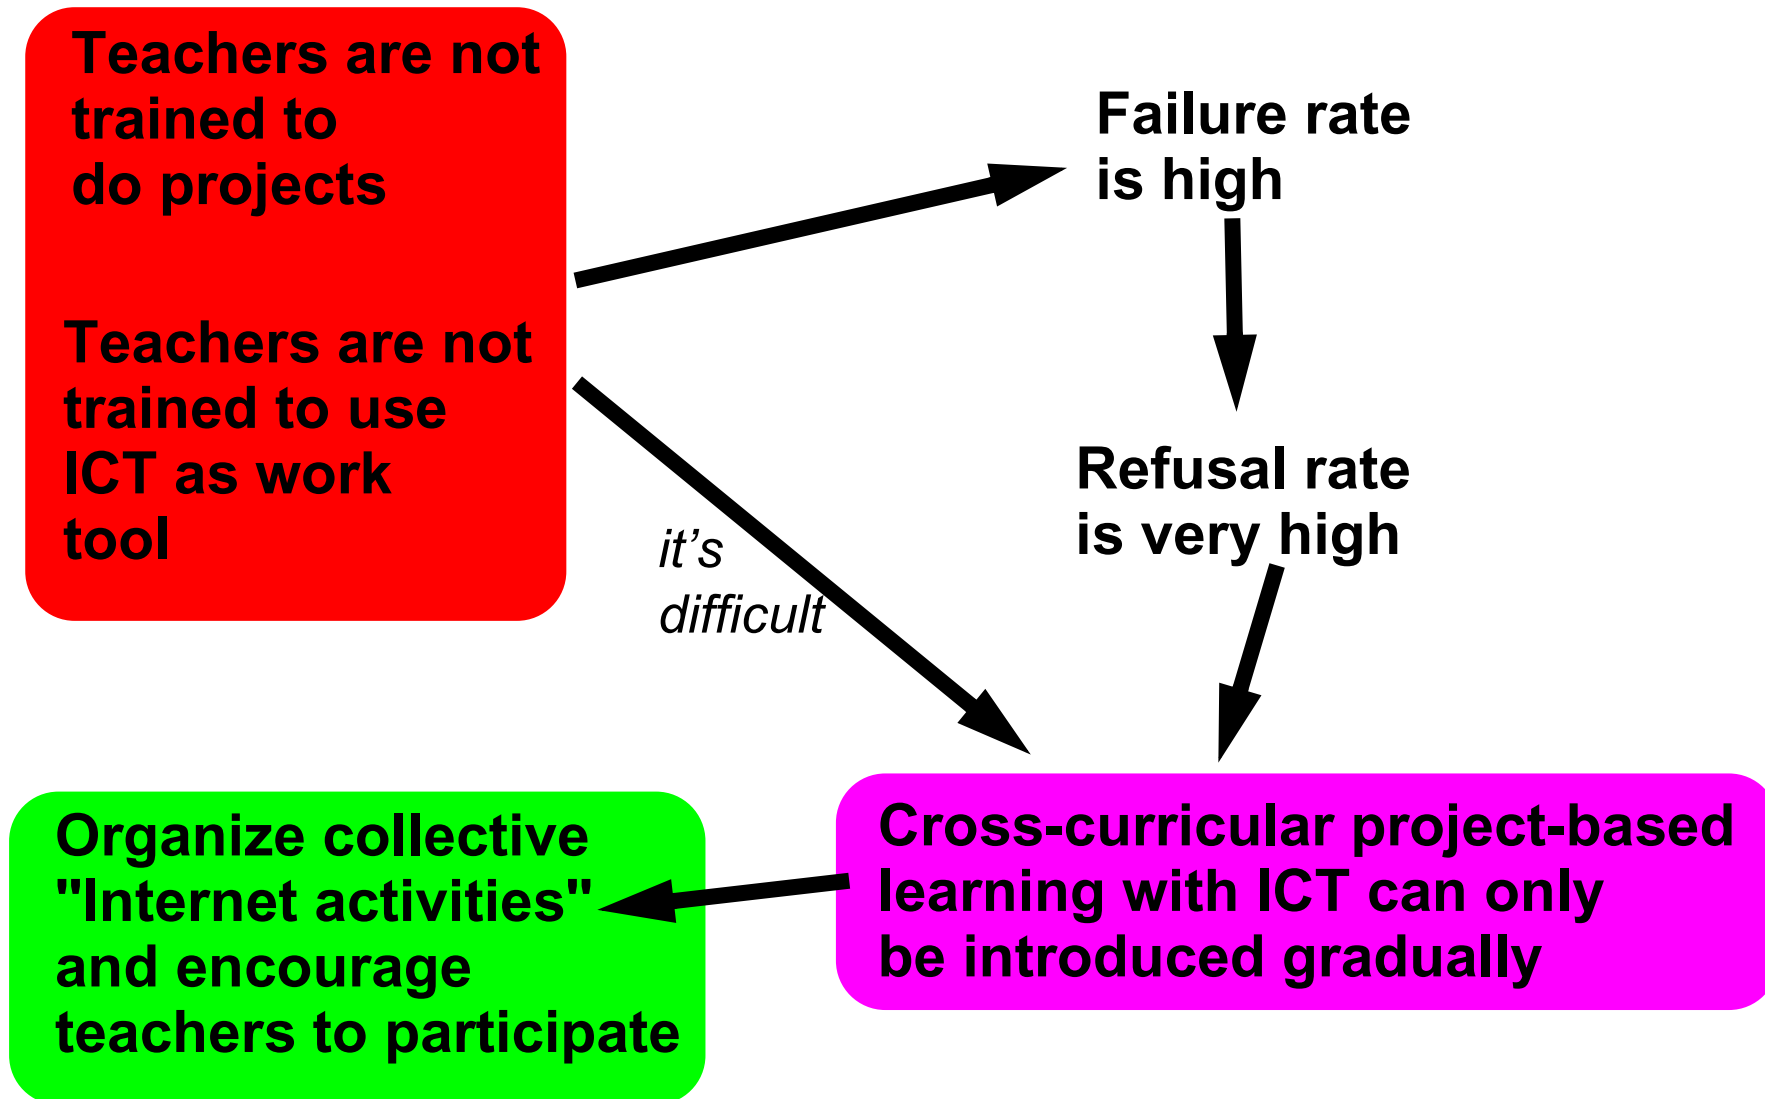 Teachers are not
trained to
do projects
Teachers are not
trained to use
ICT as work
tool
Failure rate
is high
Refusal rate
is very high
it’s
difficult
Cross-curricular project-based
learning with ICT can only
be introduced gradually
Organize collective
"Internet activities"
and encourage
teachers to participate